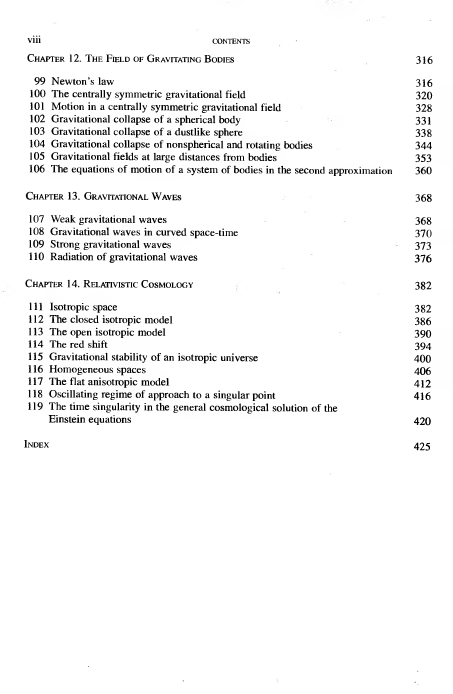 viii CONTENTS
CHAPTER 12. THE FIELD OF GRAVITATING BODIES 316
99 Newton's law 316
100 The centrally symmetric gravitational field 320
101 Motion in a centrally symmetric gravitational field 328
102 Gravitational collapse of a spherical body 331
103 Gravitational collapse of a dustlike sphere 338
104 Gravitational collapse of nonspherical and rotating bodies 344
105 Gravitational fields at large distances from bodies 353
106 The equations of motion of a system of bodies in the second approximation 360
CHAPTER 13. GRAVITATIONAL WAVES 368
107 Weak gravitational waves 368
108 Gravitational waves in curved space-time 370
109 Strong gravitational waves 373
110 Radiation of gravitational waves 376
CHAPTER 14. RELATIVISTIC COSMOLOGY 382
111 Isotropic space 382
112 The closed isotropic model 386
113 The open isotropic model 390
114 The red shift 394
115 Gravitational stability of an isotropic universe 400
116 Homogeneous spaces 406
117 The flat anisotropic model 412
118 Oscillating regime of approach to a singular point 416
119 The time singularity in the general cosmological solution of the
Einstein equations 420
INDEX 425